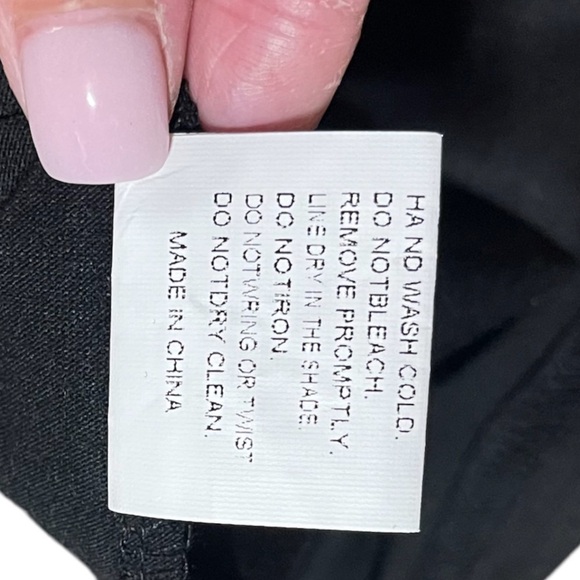 HAND WASH COLD.
DO NOTBLEACH.
REMOVE PROMPTLY.
LINE DRY IN THE SHADE.
DO NOTIRON.
DO NOTWRING OR TWIST
DO NOTDRY CLEAN.
MADE IN CHINA